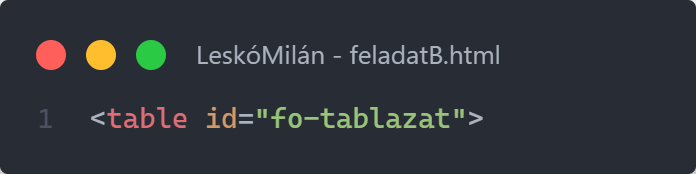 LeskóMilán - feladatB.html
1 <table id="fo-tablazat">